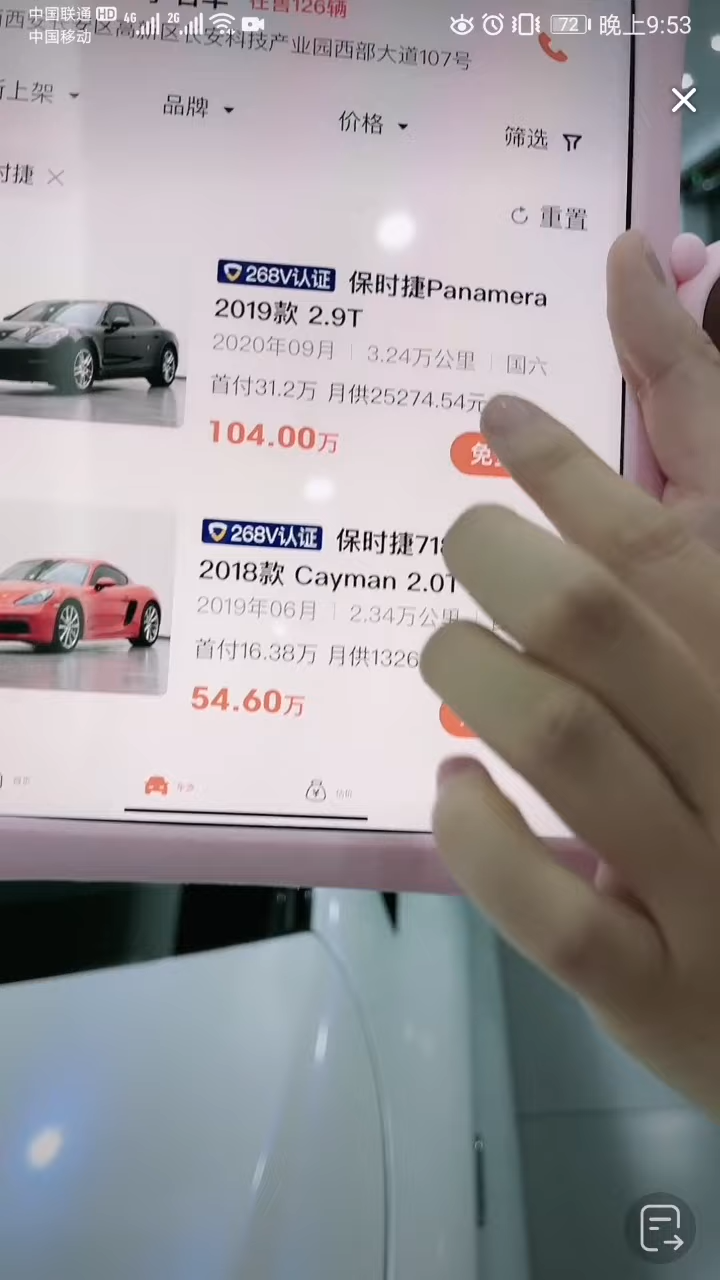 中国联通 HD 4G 2G 72 晚上9:53
中国移动
在售126辆
长安区高新区长安科技产业园西部大道107号
上架
品牌
价格
筛选
时捷
重置
268V认证 保时捷Panamera
2019款 2.9T
2020年09月 3.24万公里 国六
首付31.2万 月供25274.54元
104.00万
免
268V认证 保时捷71
2018款 Cayman 2.0T
2019年06月 2.34万公里
首付16.38万 月供1326
54.60万
估价